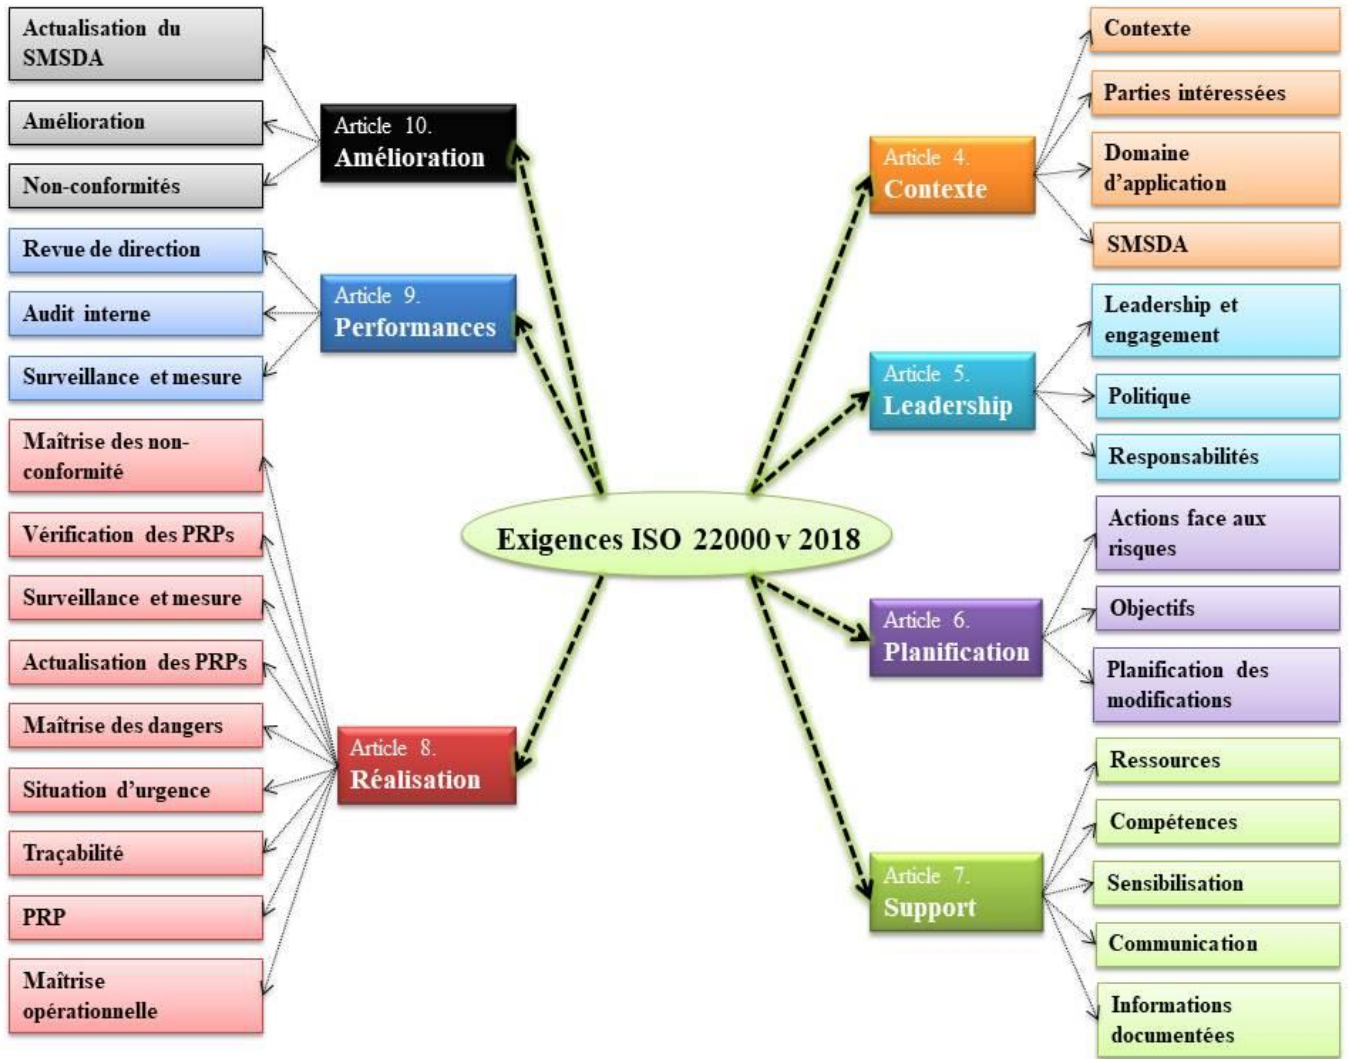 Exigences ISO 22000 v 2018
Article 4.
Contexte
Contexte
Parties intéressées
Domaine
d’application
SMSDA
Article 5.
Leadership
Leadership et
engagement
Politique
Responsabilités
Article 6.
Planification
Actions face aux
risques
Objectifs
Planification des
modifications
Article 7.
Support
Ressources
Compétences
Sensibilisation
Communication
Informations
documentées
Article 8.
Réalisation
Maîtrise des non-
conformité
Vérification des PRPs
Surveillance et mesure
Actualisation des PRPs
Maîtrise des dangers
Situation d’urgence
Traçabilité
PRP
Maîtrise
opérationnelle
Article 9.
Performances
Revue de direction
Audit interne
Surveillance et mesure
Article 10.
Amélioration
Actualisation du
SMSDA
Amélioration
Non-conformités